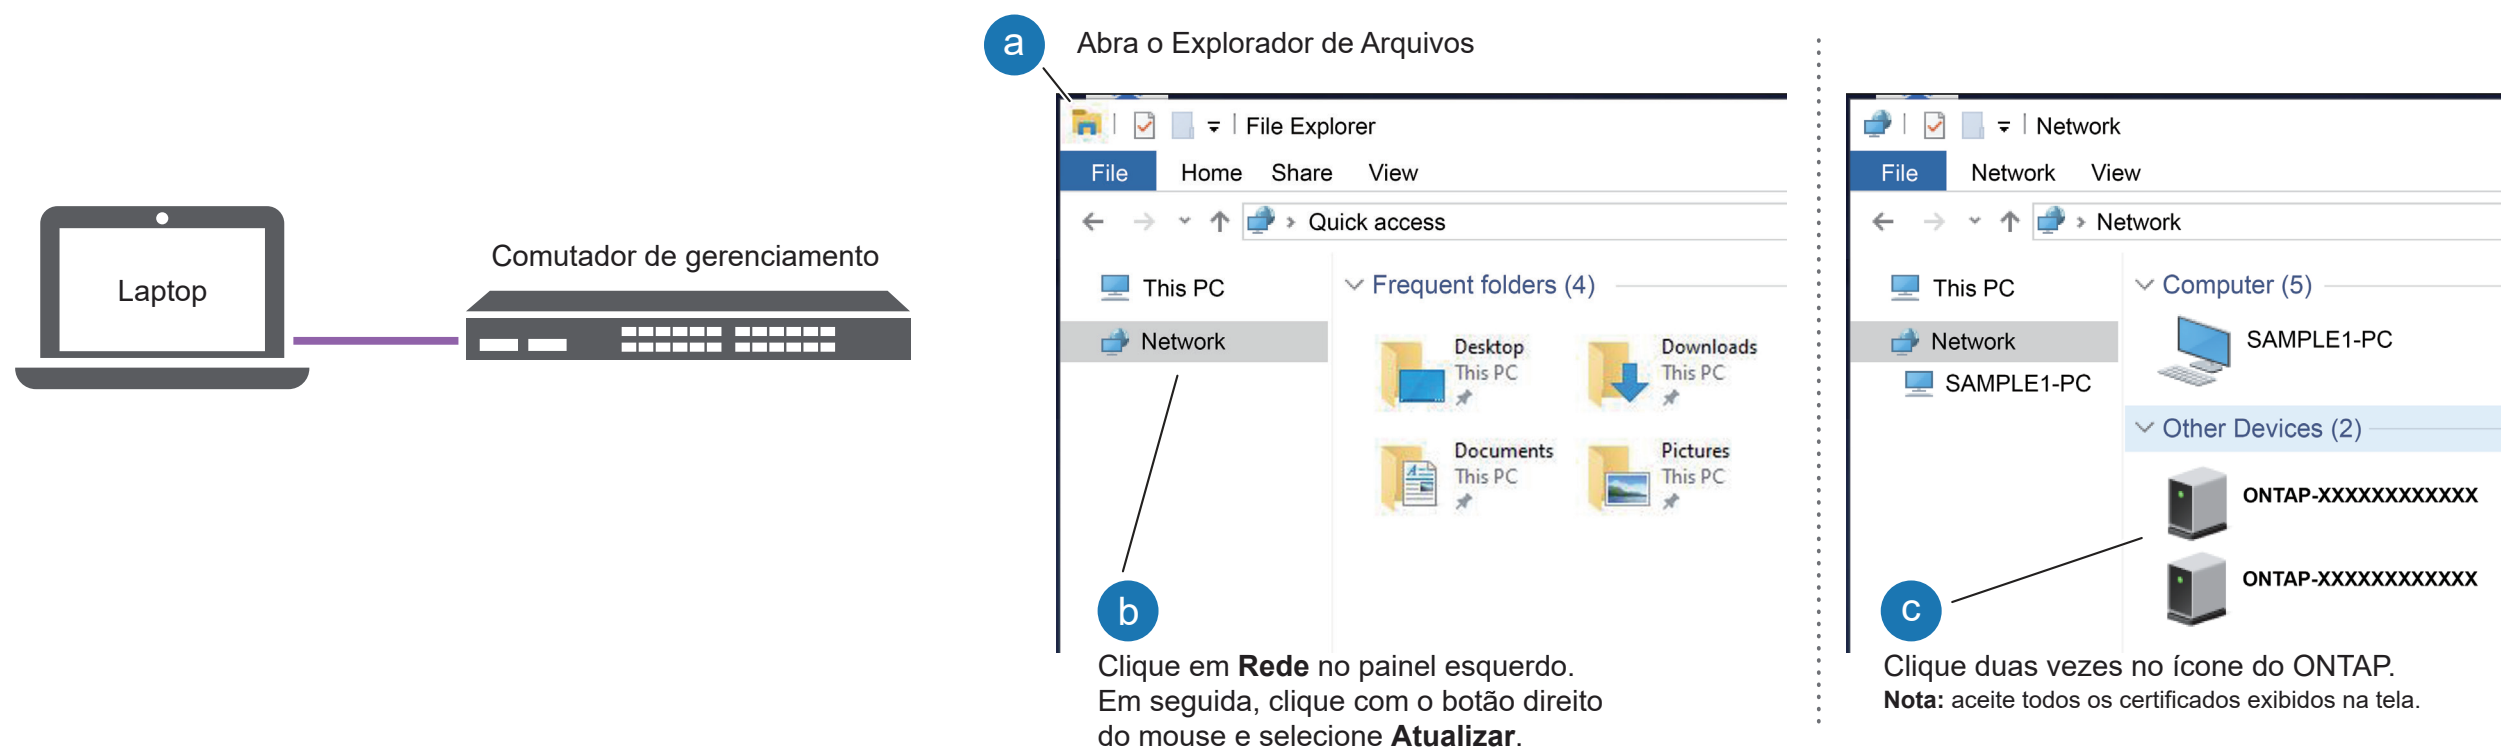 Laptop
Comutador de gerenciamento
a
Abra o Explorador de Arquivos
File Explorer
File Home Share View
Quick access
This PC
Network
Frequent folders (4)
Desktop
This PC
Downloads
This PC
Documents
This PC
Pictures
This PC
b
Clique em Rede no painel esquerdo.
Em seguida, clique com o botão direito
do mouse e selecione Atualizar.
Network
File Network View
Network
This PC
Network
SAMPLE1-PC
Computer (5)
SAMPLE1-PC
Other Devices (2)
ONTAP-XXXXXXXXXXXX
ONTAP-XXXXXXXXXXXX
c
Clique duas vezes no ícone do ONTAP.
Nota: aceite todos os certificados exibidos na tela.